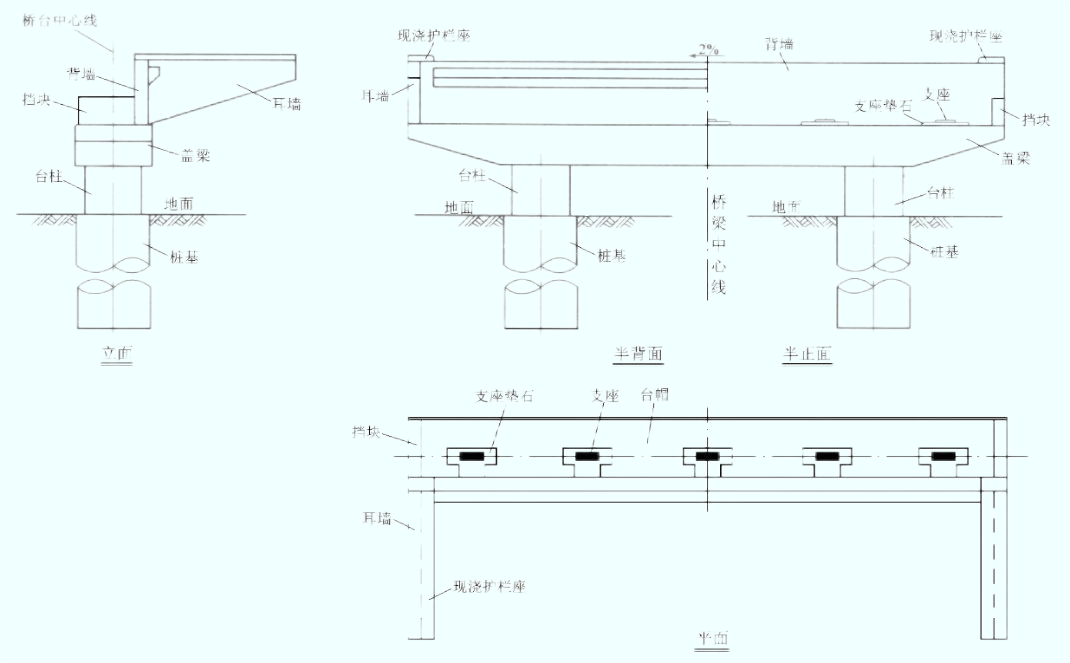 桥台中心线
背墙
挡块
耳墙
盖梁
台柱
地面
桩基
立面
现浇护栏座
2%
背墙
现浇护栏座
耳墙
支座垫石
支座
挡块
盖梁
台柱
台柱
地面
地面
桩基
桩基
桥梁中心线
半背面
半正面
支座垫石
支座
台帽
挡块
耳墙
现浇护栏座
平面